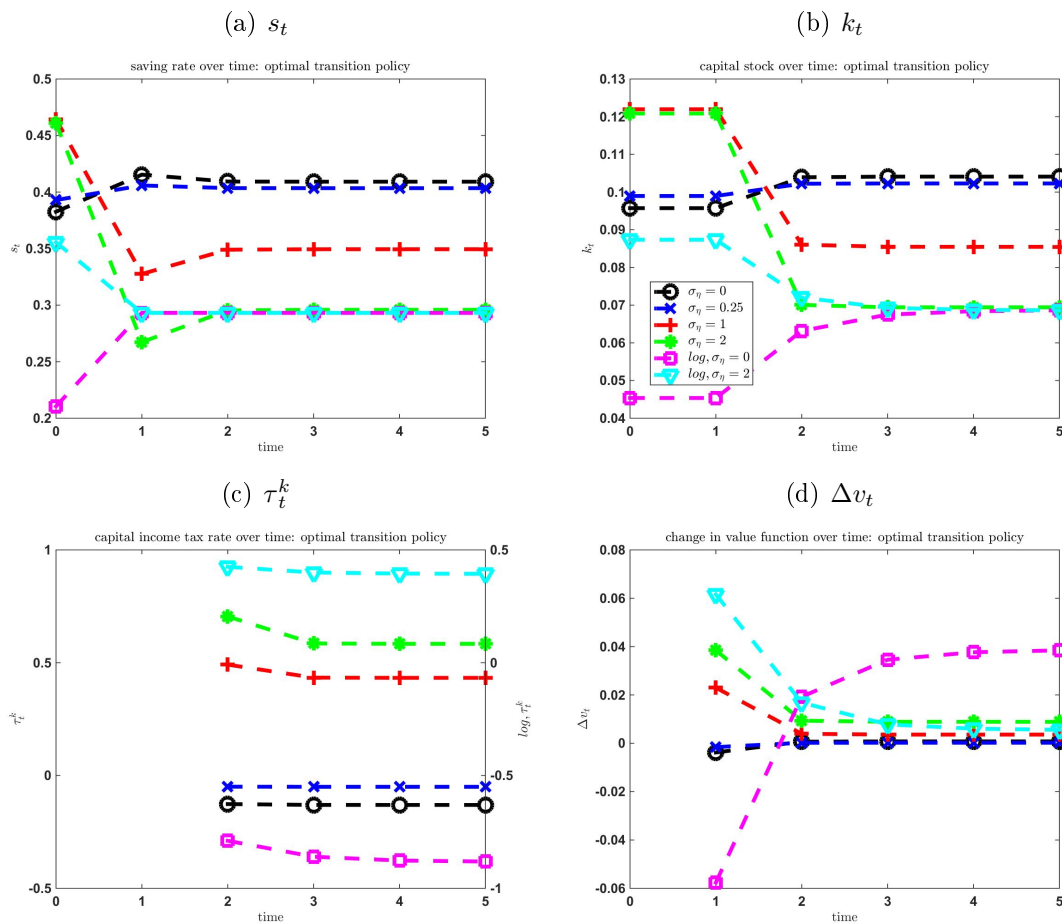 (a) s_t
saving rate over time: optimal transition policy
0.5
0.45
0.4
0.35
0.3
0.25
0.2
s_t
0 1 2 3 4 5
time
(b) k_t
capital stock over time: optimal transition policy
0.13
0.12
0.11
0.1
0.09
0.08
0.07
0.06
0.05
0.04
k_t
σ_η = 0
σ_η = 0.25
σ_η = 1
σ_η = 2
log, σ_η = 0
log, σ_η = 2
0 1 2 3 4 5
time
(c) τ_t^k
capital income tax rate over time: optimal transition policy
1
0.5
0
-0.5
τ_t^k
0.5
0
-0.5
-1
log, τ_t^k
0 1 2 3 4 5
time
(d) Δv_t
change in value function over time: optimal transition policy
0.08
0.06
0.04
0.02
0
-0.02
-0.04
-0.06
Δv_t
0 1 2 3 4 5
time